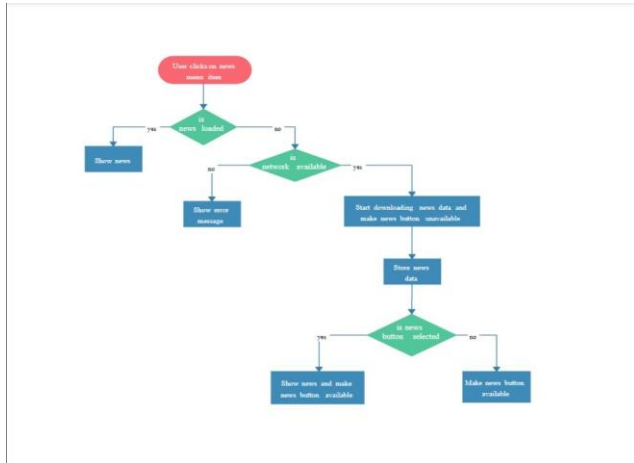 User clicks on news
menu item
is
news loaded
yes
no
Show news
is
network available
no
yes
Show error
message
Start downloading news data and
make news button unavailable
Store news
data
is news
button selected
yes
no
Show news and make
news button available
Make news button
available